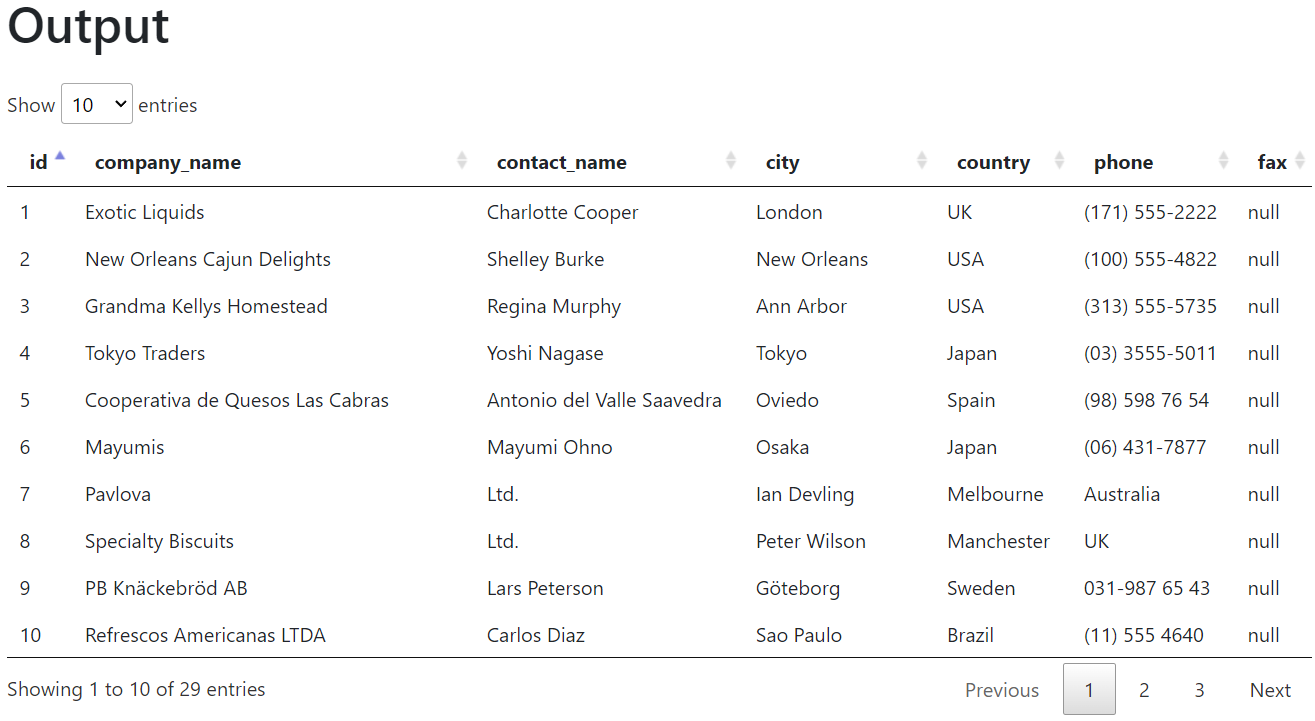 Output
Show 10 entries
id company_name contact_name city country phone fax
1 Exotic Liquids Charlotte Cooper London UK (171) 555-2222 null
2 New Orleans Cajun Delights Shelley Burke New Orleans USA (100) 555-4822 null
3 Grandma Kellys Homestead Regina Murphy Ann Arbor USA (313) 555-5735 null
4 Tokyo Traders Yoshi Nagase Tokyo Japan (03) 3555-5011 null
5 Cooperativa de Quesos Las Cabras Antonio del Valle Saavedra Oviedo Spain (98) 598 76 54 null
6 Mayumis Mayumi Ohno Osaka Japan (06) 431-7877 null
7 Pavlova Ltd. Ian Devling Melbourne Australia null
8 Specialty Biscuits Ltd. Peter Wilson Manchester UK null
9 PB Knäckebröd AB Lars Peterson Göteborg Sweden 031-987 65 43 null
10 Refrescos Americanas LTDA Carlos Diaz Sao Paulo Brazil (11) 555 4640 null
Showing 1 to 10 of 29 entries Previous 1 2 3 Next